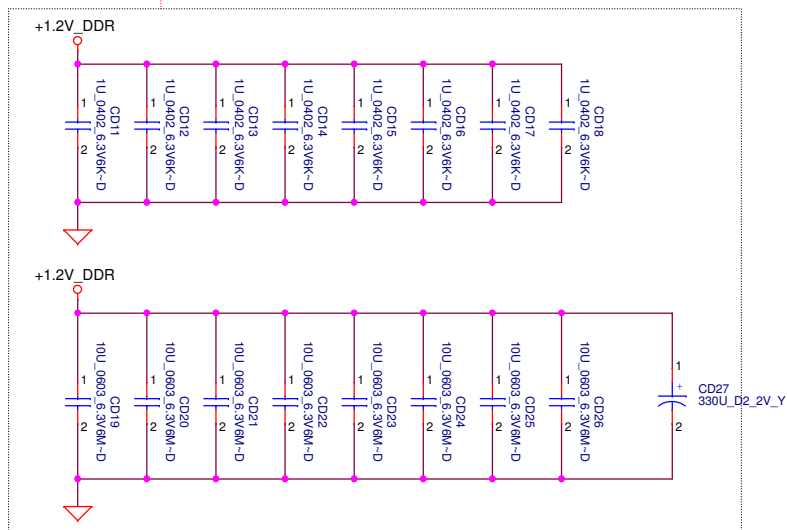 +1.2V_DDR
1
2
CD11
1U_0402_6.3V6K~D
1
2
CD12
1U_0402_6.3V6K~D
1
2
CD13
1U_0402_6.3V6K~D
1
2
CD14
1U_0402_6.3V6K~D
1
2
CD15
1U_0402_6.3V6K~D
1
2
CD16
1U_0402_6.3V6K~D
1
2
CD17
1U_0402_6.3V6K~D
1
2
CD18
1U_0402_6.3V6K~D
+1.2V_DDR
1
2
CD19
10U_0603_6.3V6M~D
1
2
CD20
10U_0603_6.3V6M~D
1
2
CD21
10U_0603_6.3V6M~D
1
2
CD22
10U_0603_6.3V6M~D
1
2
CD23
10U_0603_6.3V6M~D
1
2
CD24
10U_0603_6.3V6M~D
1
2
CD25
10U_0603_6.3V6M~D
1
2
CD26
10U_0603_6.3V6M~D
1
+
2
CD27
330U_D2_2V_Y